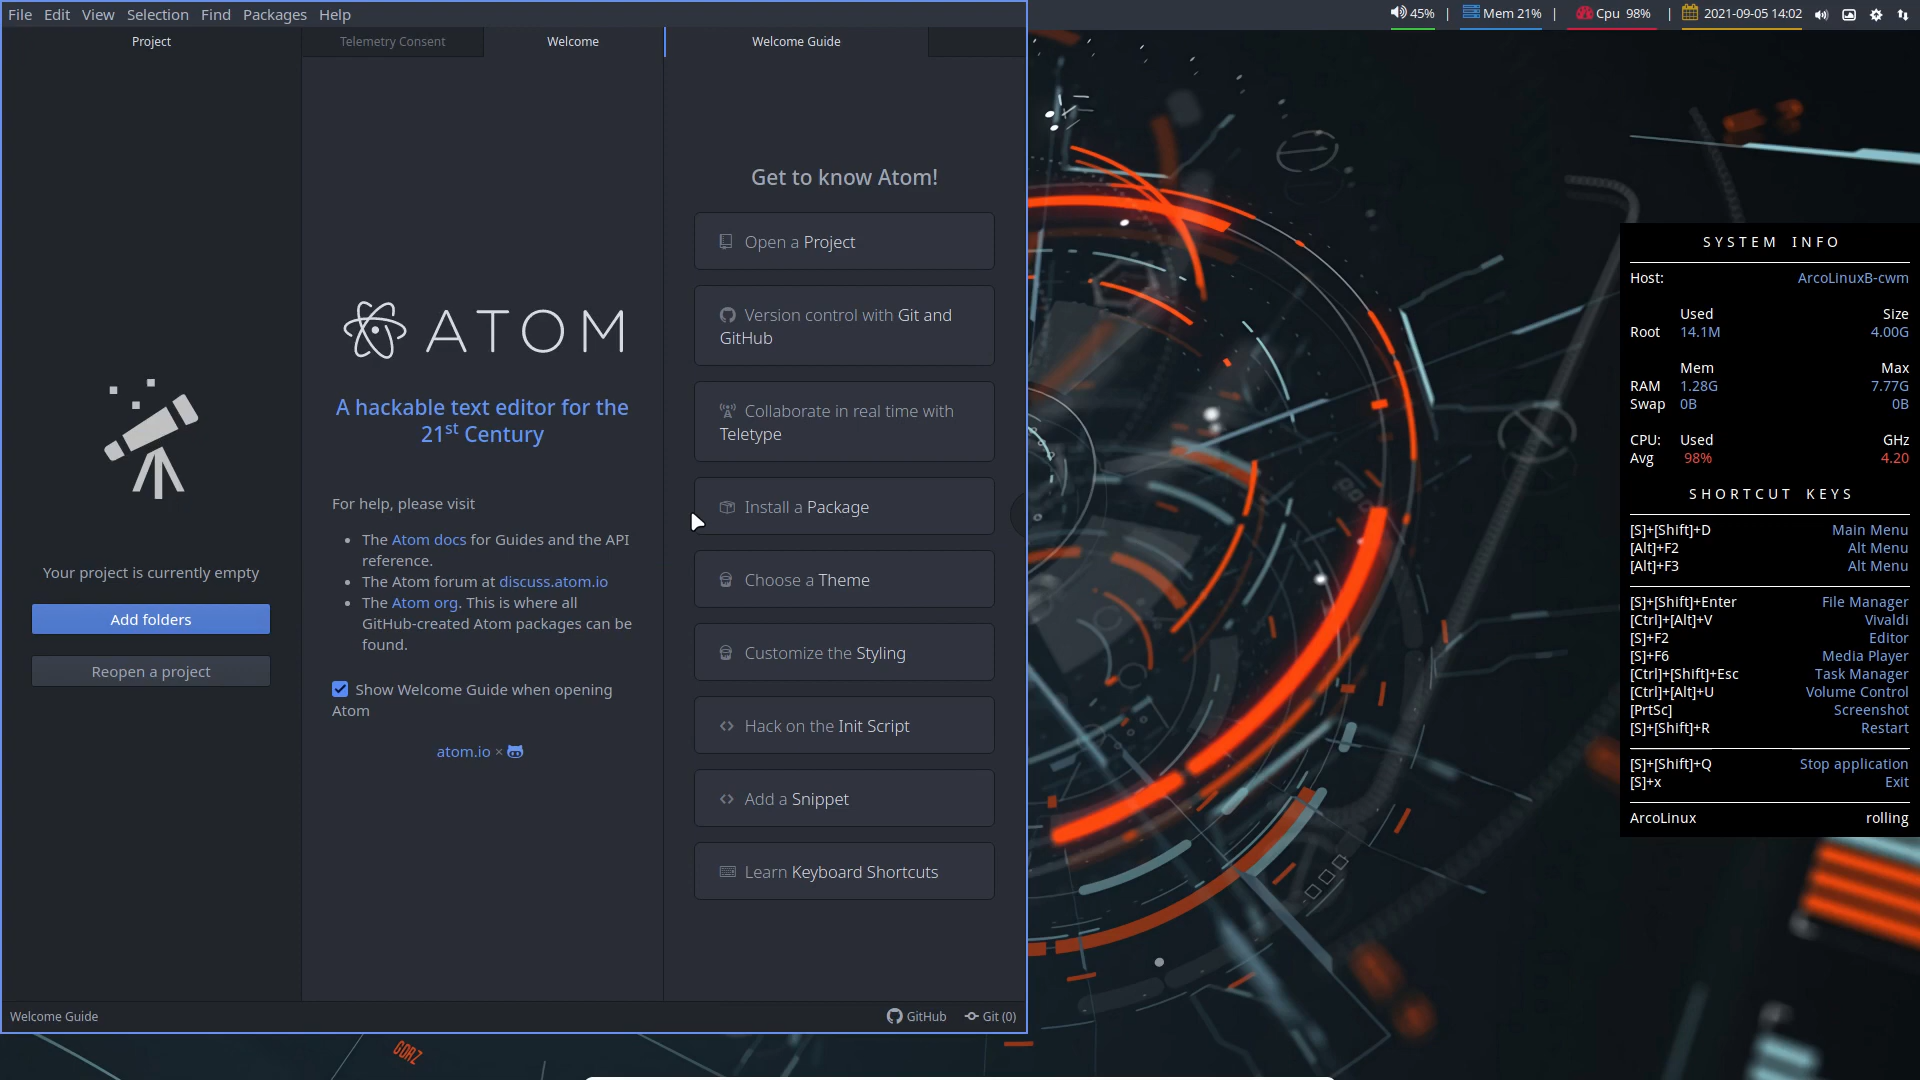 File Edit View Selection Find Packages Help
45% | Mem 21% | Cpu 98% | 2021-09-05 14:02
Project
Telemetry Consent
Welcome
Welcome Guide
Your project is currently empty
Add folders
Reopen a project
ATOM
A hackable text editor for the
21st Century
For help, please visit
• The Atom docs for Guides and the API
reference.
• The Atom forum at discuss.atom.io
• The Atom org. This is where all
GitHub-created Atom packages can be
found.
Show Welcome Guide when opening
Atom
atom.io ×
Get to know Atom!
Open a Project
Version control with Git and
GitHub
Collaborate in real time with
Teletype
Install a Package
Choose a Theme
Customize the Styling
Hack on the Init Script
Add a Snippet
Learn Keyboard Shortcuts
Welcome Guide
GitHub
Git (0)
SYSTEM INFO
Host: ArcoLinuxB-cwm
Used Size
Root 14.1M 4.00G
Mem Max
RAM 1.28G 7.77G
Swap 0B 0B
CPU: Used GHz
Avg 98% 4.20
SHORTCUT KEYS
[S]+[Shift]+D Main Menu
[Alt]+F2 Alt Menu
[Alt]+F3 Alt Menu
[S]+[Shift]+Enter File Manager
[Ctrl]+[Alt]+V Vivaldi
[S]+F2 Editor
[S]+F6 Media Player
[Ctrl]+[Shift]+Esc Task Manager
[Ctrl]+[Alt]+U Volume Control
[PrtSc] Screenshot
[S]+[Shift]+R Restart
[S]+[Shift]+Q Stop application
[S]+x Exit
ArcoLinux rolling